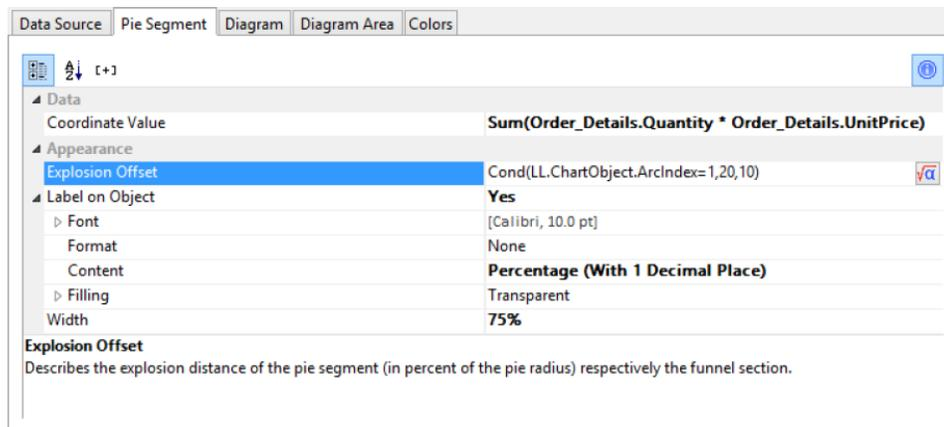 Data Source Pie Segment Diagram Diagram Area Colors
A Z [+]
Data
Coordinate Value Sum(Order_Details.Quantity * Order_Details.UnitPrice)
Appearance
Explosion Offset Cond(LL.ChartObject.ArcIndex=1,20,10) √α
Label on Object Yes
Font [Calibri, 10.0 pt]
Format None
Content Percentage (With 1 Decimal Place)
Filling Transparent
Width 75%
Explosion Offset
Describes the explosion distance of the pie segment (in percent of the pie radius) respectively the funnel section.